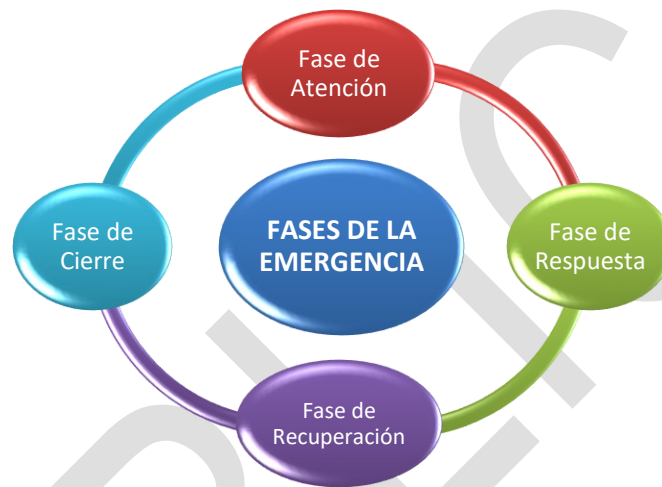 Fase de
Atención
Fase de
Cierre
FASES DE LA
EMERGENCIA
Fase de
Respuesta
Fase de
Recuperación